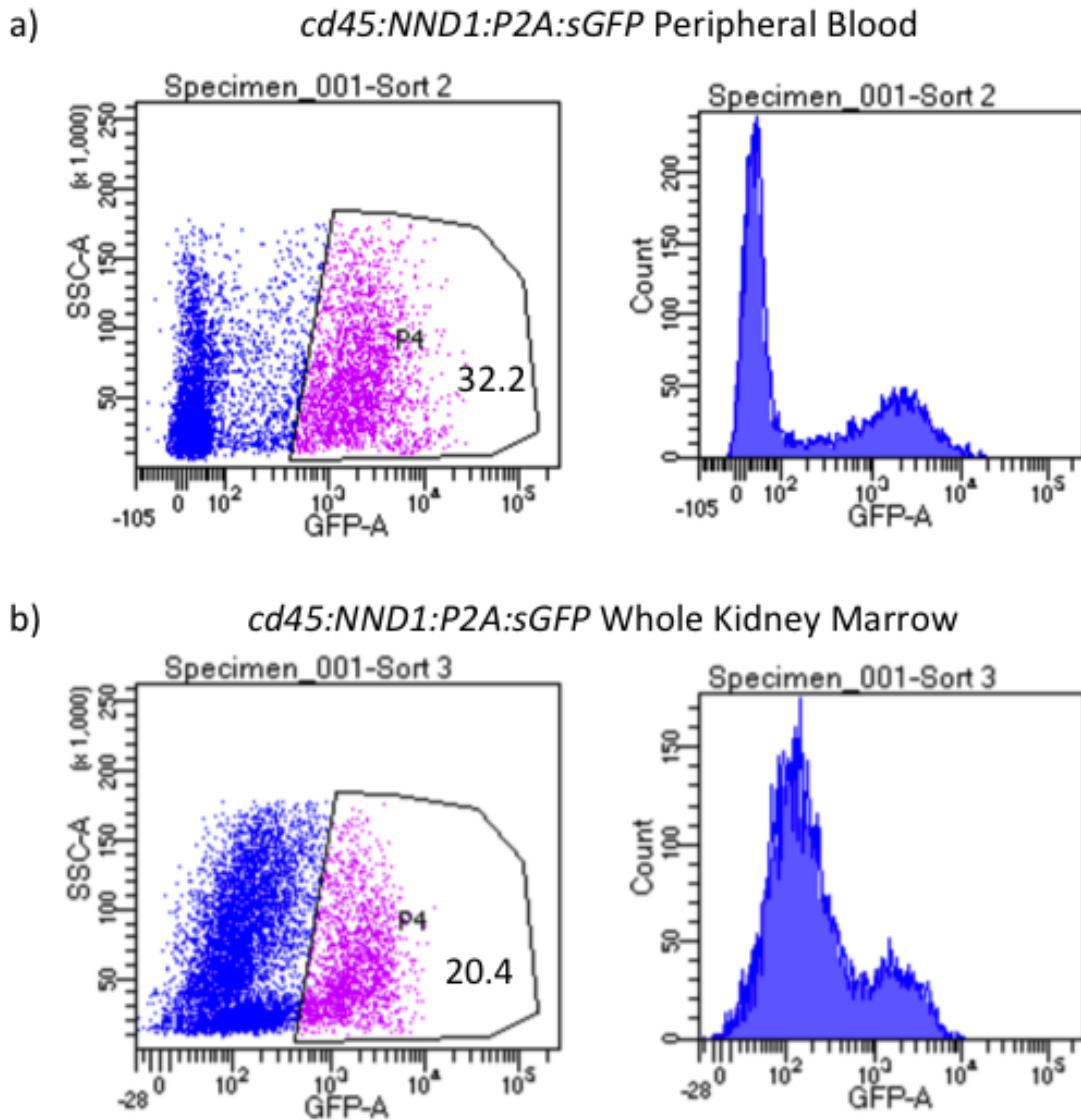 a) cd45:NND1:P2A:sGFP Peripheral Blood
Specimen_001-Sort 2
SSC-A
(x 1,000)
50 100 150 200 250
P4
32.2
-105 0 10² 10³ 10⁴ 10⁵
GFP-A
Specimen_001-Sort 2
Count
0 50 100 150 200
-105 0 10² 10³ 10⁴ 10⁵
GFP-A
b) cd45:NND1:P2A:sGFP Whole Kidney Marrow
Specimen_001-Sort 3
SSC-A
(x 1,000)
50 100 150 200 250
P4
20.4
-28 0 10² 10³ 10⁴ 10⁵
GFP-A
Specimen_001-Sort 3
Count
0 50 100 150
-28 0 10² 10³ 10⁴ 10⁵
GFP-A